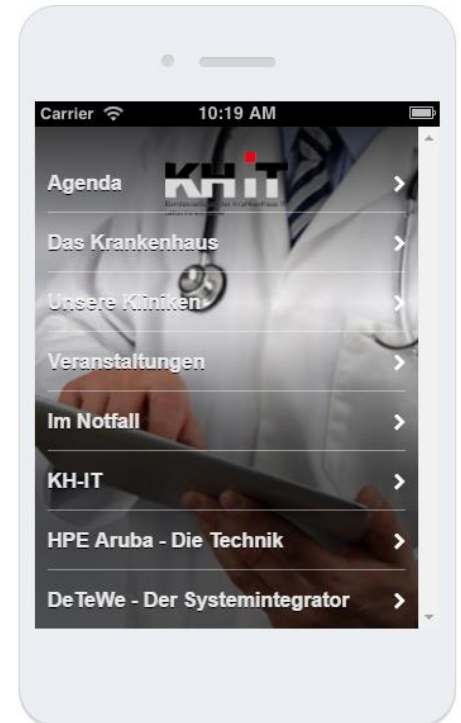 Carrier 10:19 AM
KH iT
Agenda
Das Krankenhaus
Unsere Kliniken
Veranstaltungen
Im Notfall
KH-IT
HPE Aruba - Die Technik
DeTeWe - Der Systemintegrator